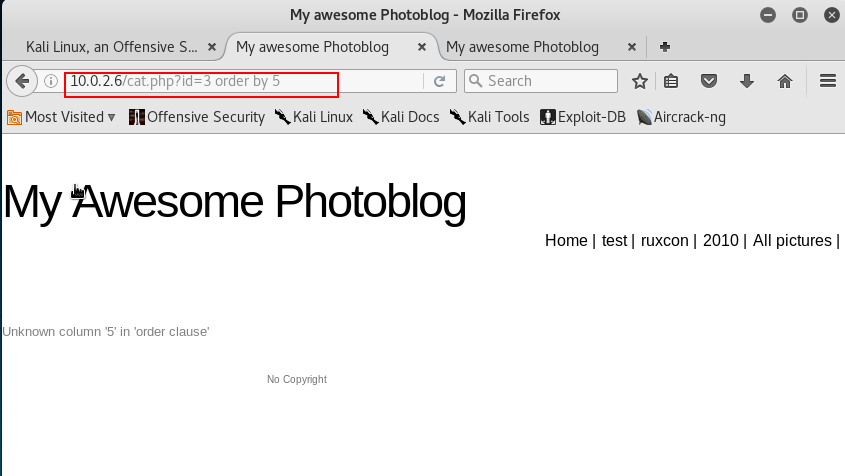 My awesome Photoblog - Mozilla Firefox
Kali Linux, an Offensive S... × My awesome Photoblog × My awesome Photoblog ×
10.0.2.6/cat.php?id=3 order by 5 Search
Most Visited Offensive Security Kali Linux Kali Docs Kali Tools Exploit-DB Aircrack-ng
My Awesome Photoblog
Home | test | ruxcon | 2010 | All pictures |
Unknown column '5' in 'order clause'
No Copyright